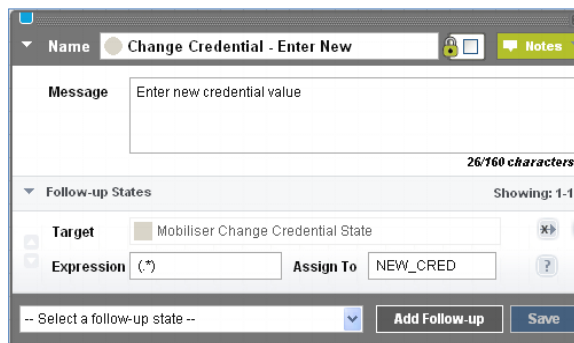 Name Change Credential - Enter New Notes
Message Enter new credential value
26/160 characters
Follow-up States Showing: 1-1
Target Mobiliser Change Credential State
Expression (.*) Assign To NEW_CRED ?
-- Select a follow-up state -- Add Follow-up Save